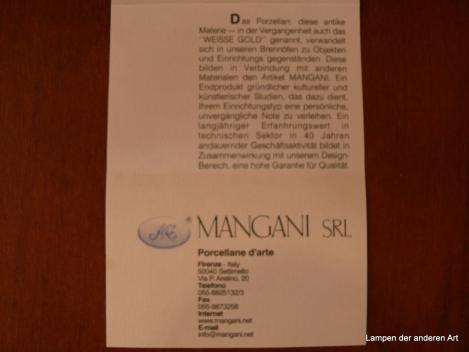 Das Porzellan: diese antike
Materie — in der Vergangenheit auch das
"WEISSE GOLD" genannt, verwandelt
sich in unseren Brennöfen zu Objekten
und Einrichtungs gegenständen. Diese
bilden in Verbindung mit anderen
Materialen den Artikel MANGANI. Ein
Endprodukt gründlicher kultureller und
künstlerischer Studien, das dazu dient,
Ihrem Einrichtungstyp eine persönliche,
unvergängliche Note zu verleihen. Ein
langjähriger Erfahnrungswert in
technischen Sektor in 40 Jahren
andauernder Geschäftsaktivität bildet in
Zusammenwirkung mit unserem Design-
Bereich, eine hohe Garantie für Qualität.
® MANGANI SRL
Porcellane d'arte
Firenze - Italy
50040 Settimello
Via P. Aretino, 20
Telefono
055-8825132/3
Fax
055-8873258
Internet
www.mangani.net
E-mail
info@mangani.net
Lampen der anderen Art